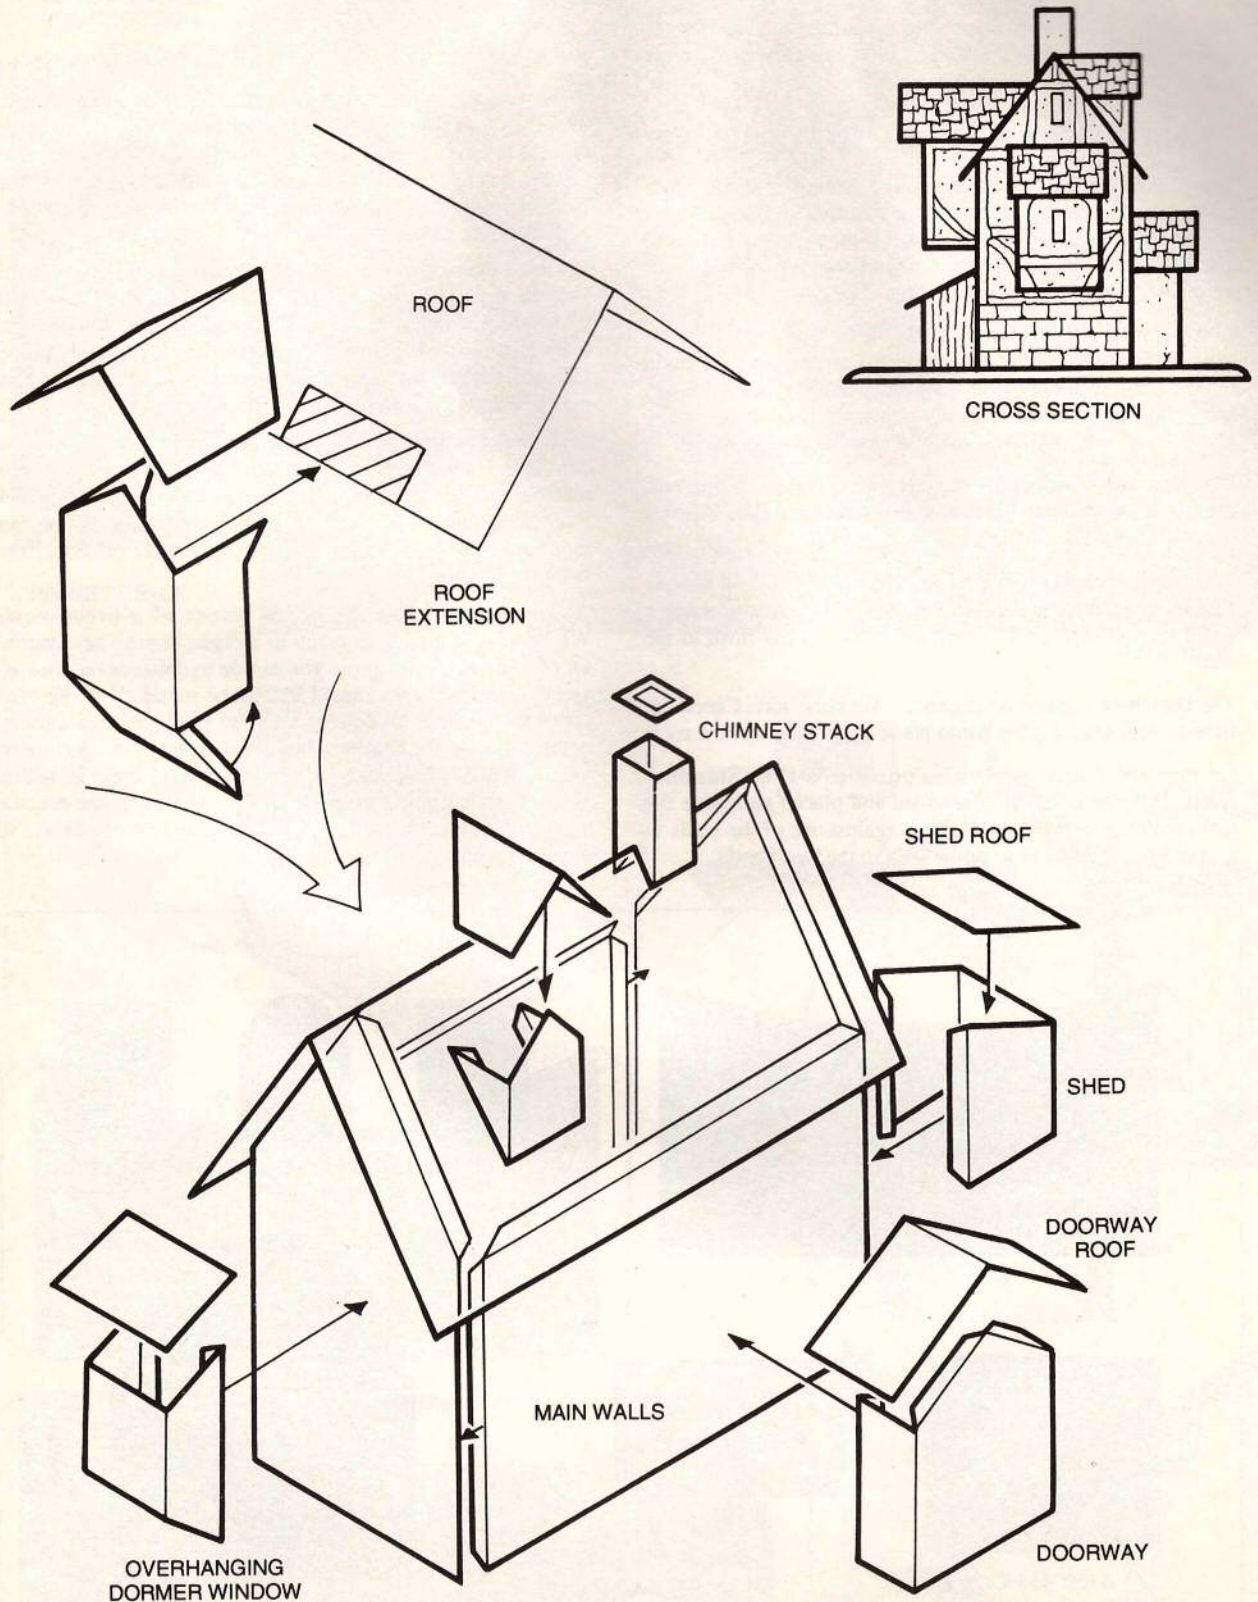 CROSS SECTION
ROOF
ROOF
EXTENSION
CHIMNEY STACK
SHED ROOF
SHED
DOORWAY
ROOF
MAIN WALLS
DOORWAY
OVERHANGING
DORMER WINDOW